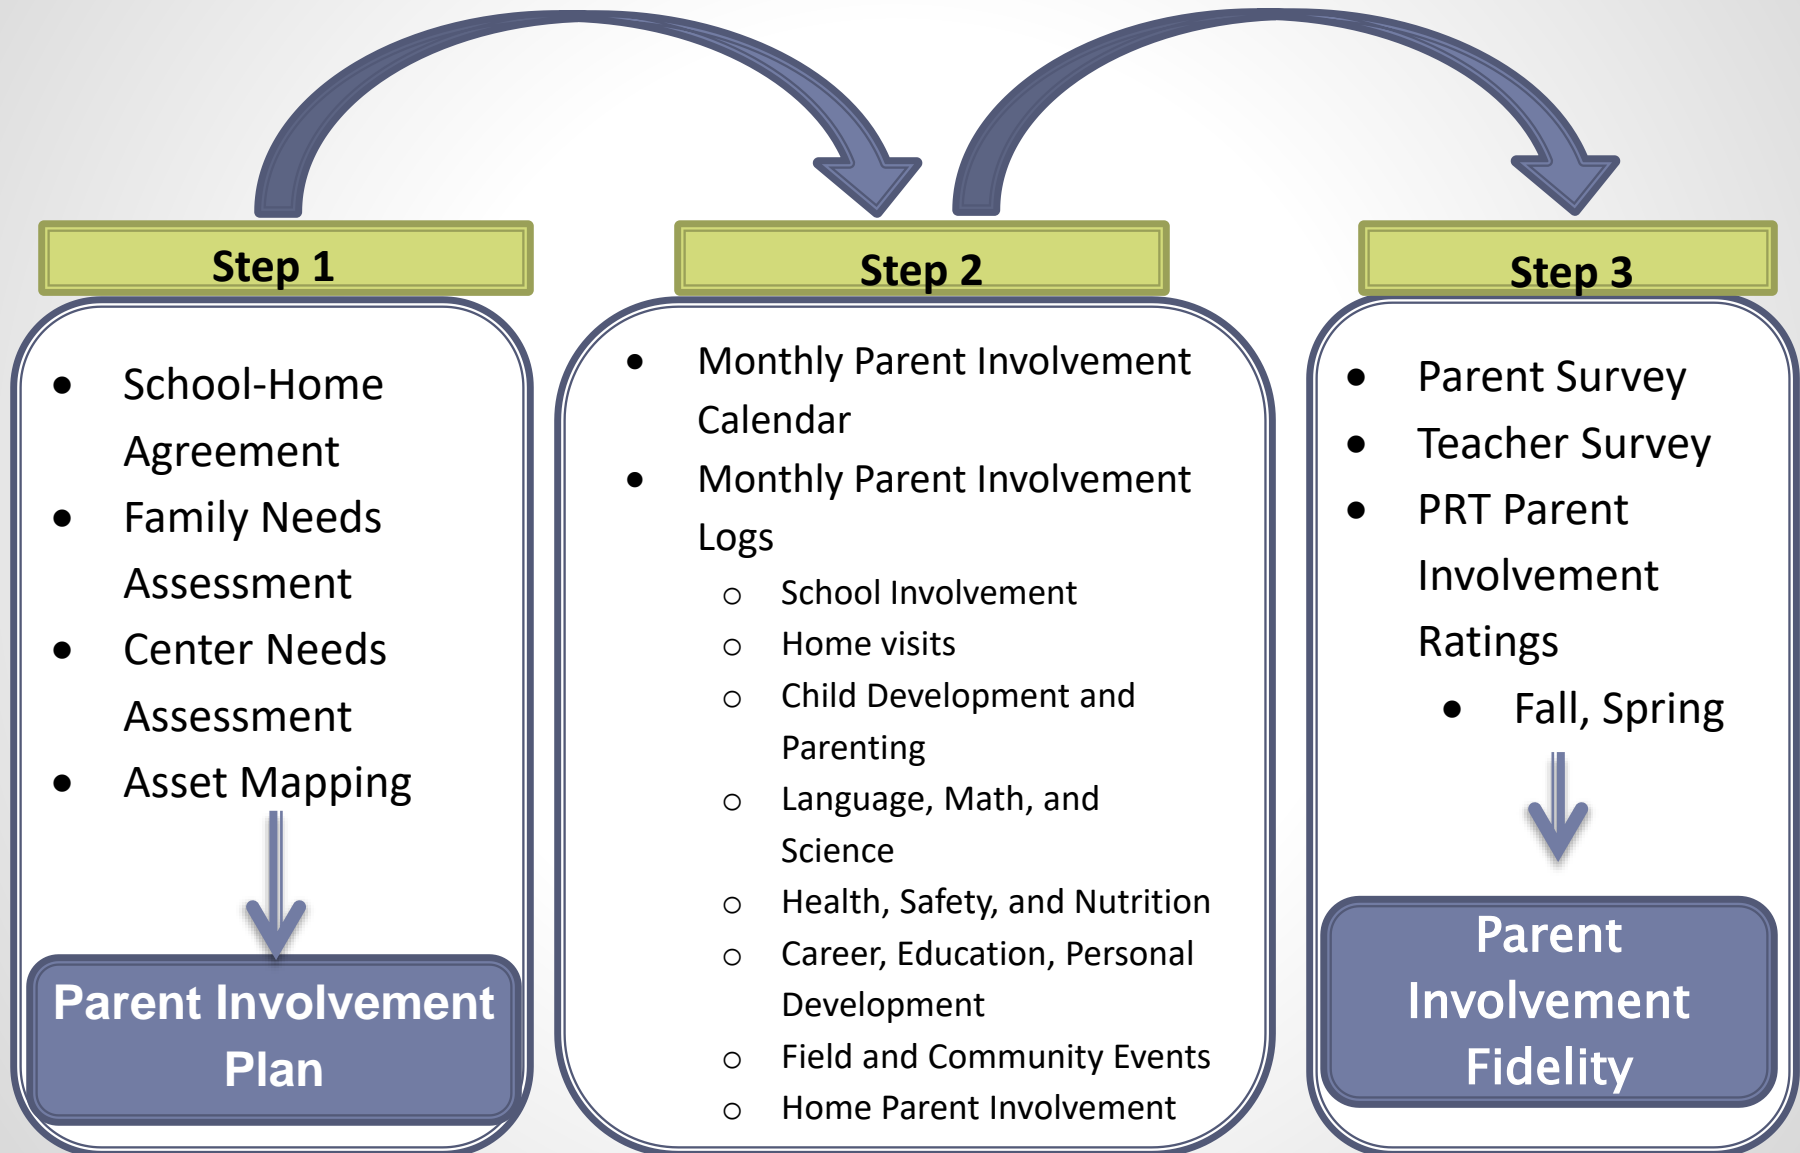 Step 1
• School-Home
Agreement
• Family Needs
Assessment
• Center Needs
Assessment
• Asset Mapping
Parent Involvement
Plan
Step 2
• Monthly Parent Involvement
Calendar
• Monthly Parent Involvement
Logs
o School Involvement
o Home visits
o Child Development and
Parenting
o Language, Math, and
Science
o Health, Safety, and Nutrition
o Career, Education, Personal
Development
o Field and Community Events
o Home Parent Involvement
Step 3
• Parent Survey
• Teacher Survey
• PRT Parent
Involvement
Ratings
• Fall, Spring
Parent
Involvement
Fidelity